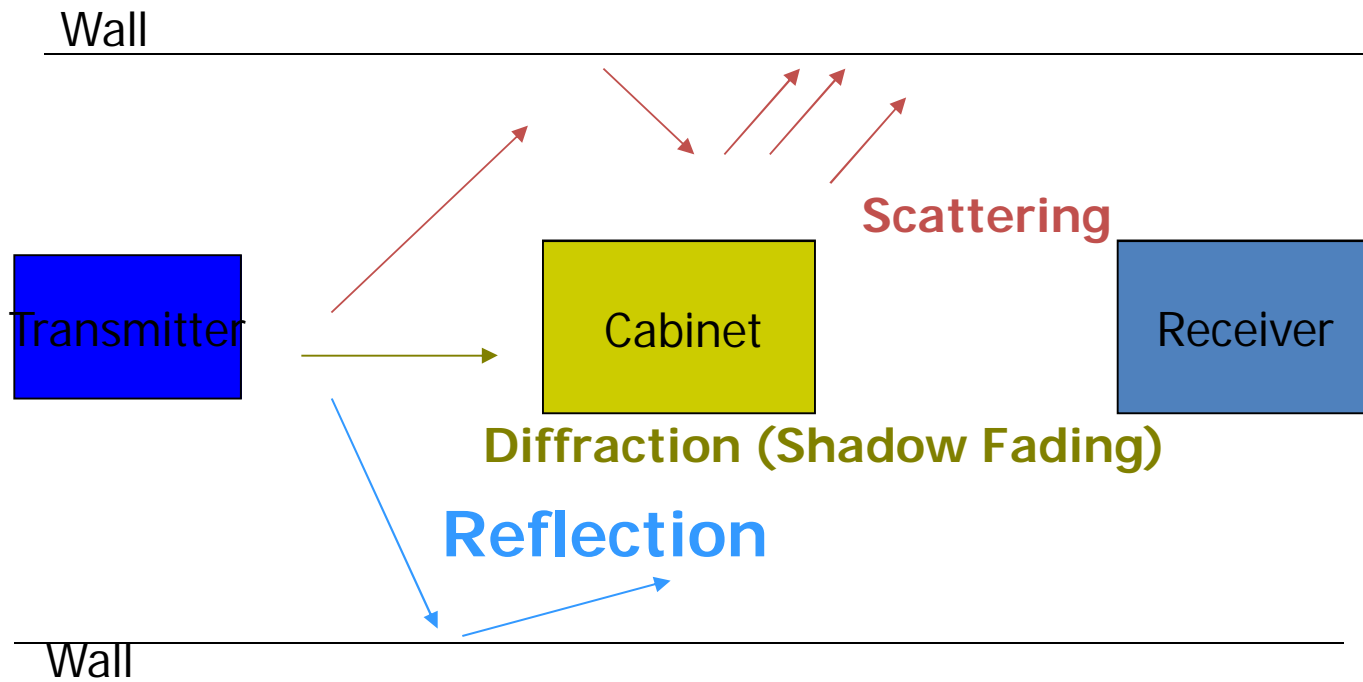 Wall
Scattering
Transmitter
Cabinet
Receiver
Diffraction (Shadow Fading)
Reflection
Wall